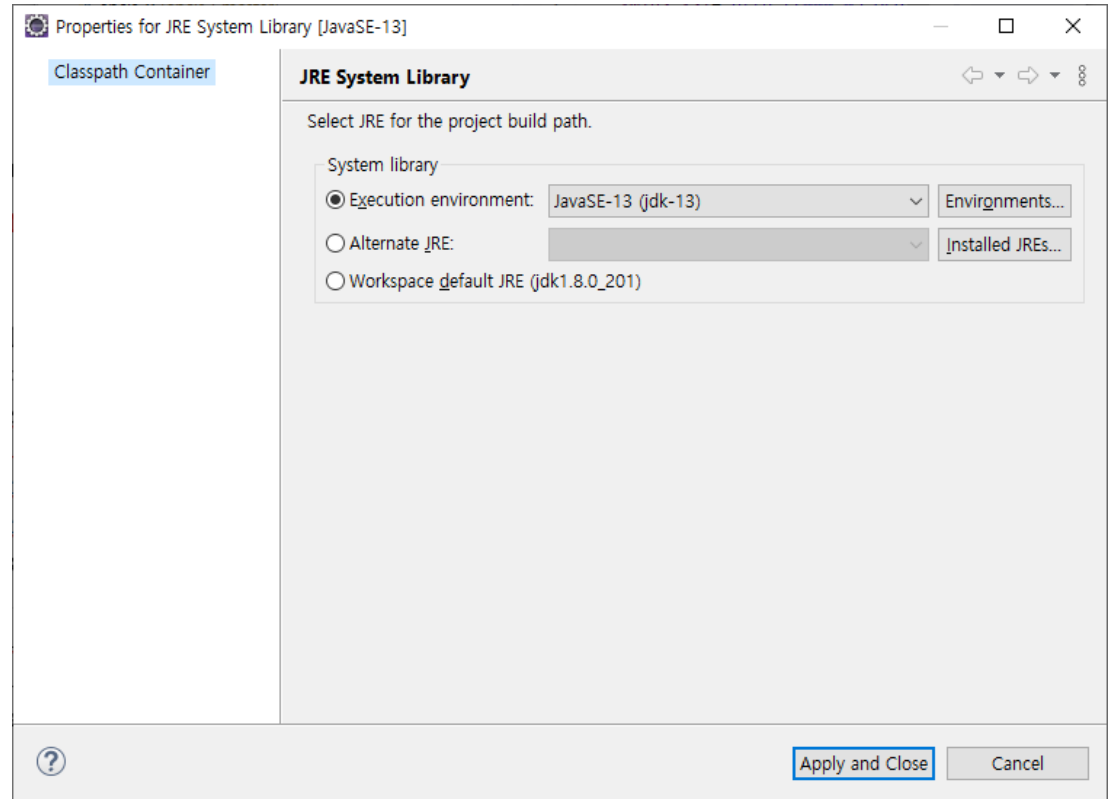 Properties for JRE System Library [JavaSE-13]
Classpath Container
JRE System Library
Select JRE for the project build path.
System library
Execution environment: JavaSE-13 (jdk-13) Environments...
Alternate JRE: Installed JREs...
Workspace default JRE (jdk1.8.0_201)
Apply and Close Cancel